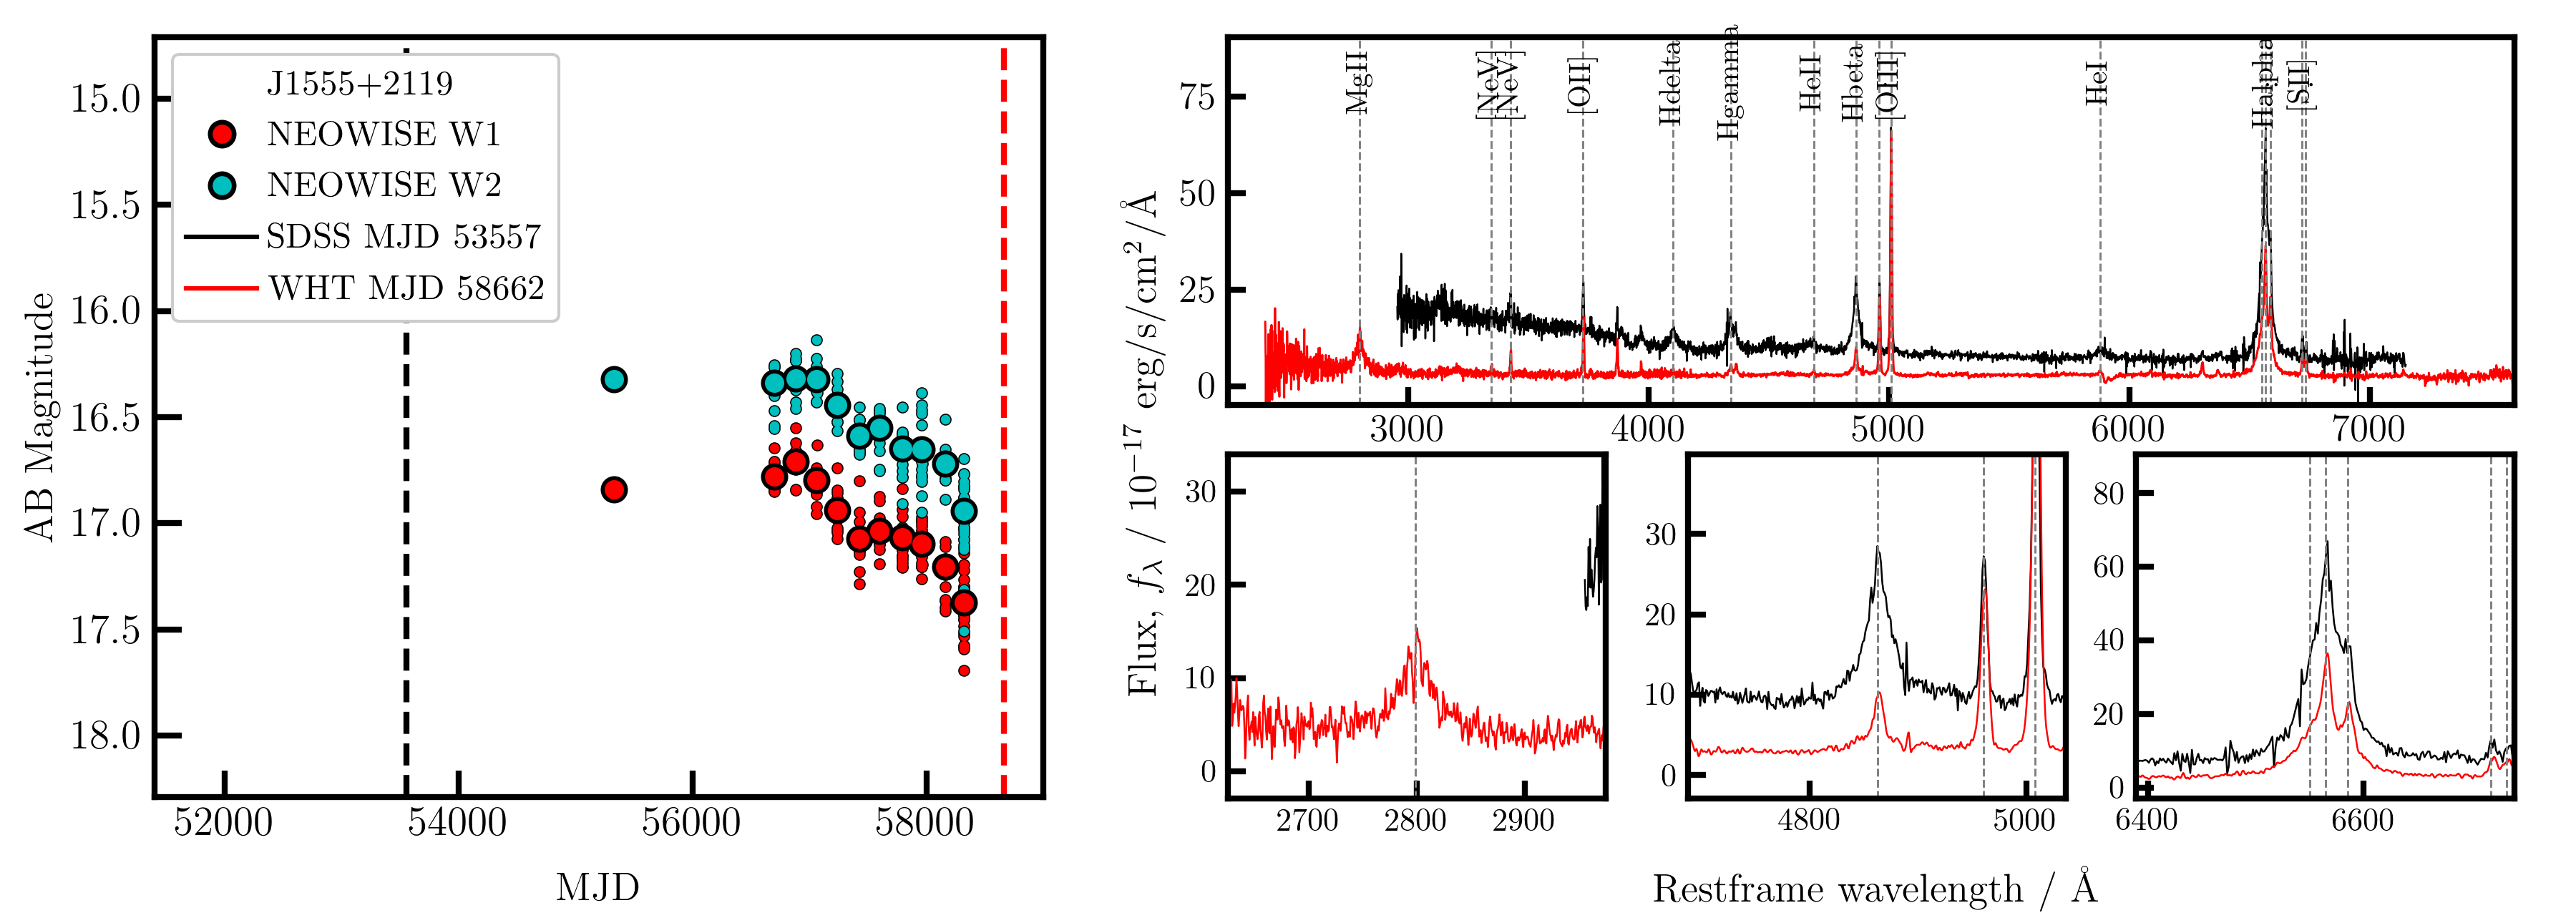 J1555+2119
NEOWISE W1
NEOWISE W2
SDSS MJD 53557
WHT MJD 58662
15.0
15.5
16.0
16.5
17.0
17.5
18.0
AB Magnitude
52000 54000 56000 58000
MJD
MgII [NeV] [NeV] [OII] Hdelta Hgamma HeII Hbeta [OIII] HeI Halpha [SII]
75
50
25
0
3000 4000 5000 6000 7000
Flux, f_λ / 10⁻¹⁷ erg/s/cm²/Å
30
20
10
0
2700 2800 2900
30
20
10
0
4800 5000
80
60
40
20
0
6400 6600
Restframe wavelength / Å